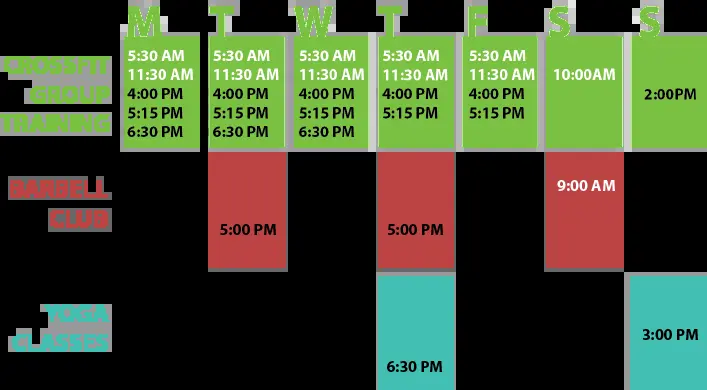 M T W T F S S
CROSSFIT
GROUP
TRAINING
5:30 AM 5:30 AM 5:30 AM 5:30 AM 5:30 AM
11:30 AM 11:30 AM 11:30 AM 11:30 AM 11:30 AM 10:00AM
4:00 PM 4:00 PM 4:00 PM 4:00 PM 4:00 PM 2:00PM
5:15 PM 5:15 PM 5:15 PM 5:15 PM 5:15 PM
6:30 PM 6:30 PM 6:30 PM
BARBELL
CLUB
9:00 AM
5:00 PM 5:00 PM
YOGA
CLASSES
3:00 PM
6:30 PM